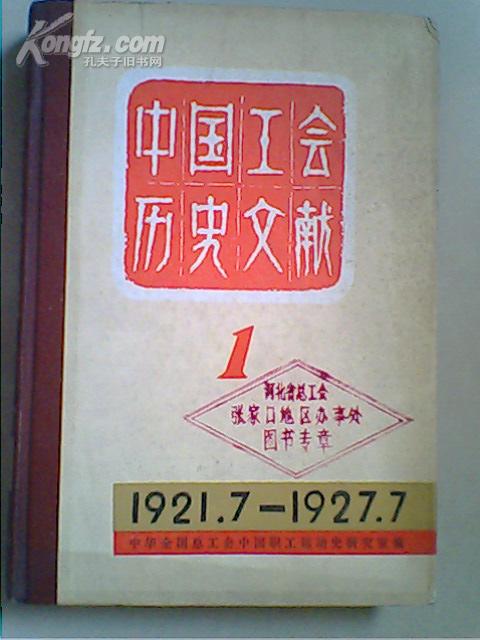 Kongfz.com
孔夫子旧书网
中国工会
历史文献
1
河北省总工会
张家口地区办事处
图书专章
1921.7—1927.7
中华全国总工会中国职工运动史研究室编